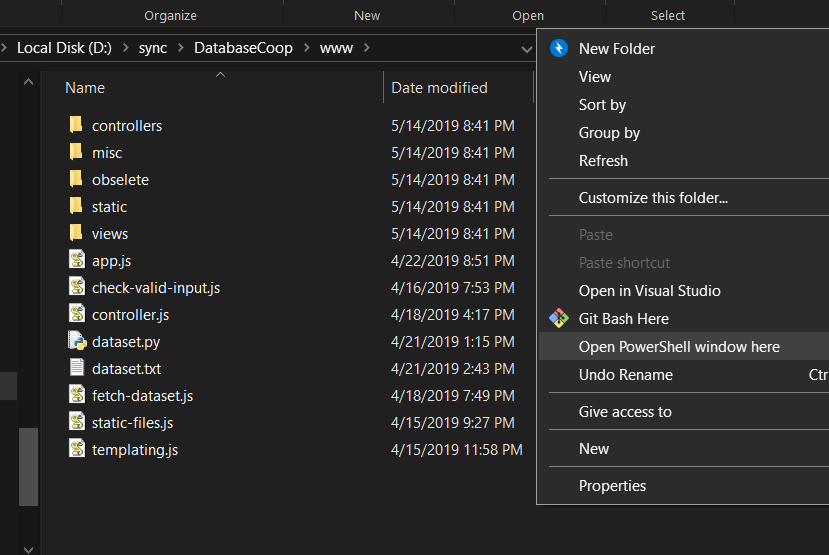 Organize New Open Select
Local Disk (D:) sync DatabaseCoop www
Name Date modified
controllers 5/14/2019 8:41 PM
misc 5/14/2019 8:41 PM
obselete 5/14/2019 8:41 PM
static 5/14/2019 8:41 PM
views 5/14/2019 8:41 PM
app.js 4/22/2019 8:51 PM
check-valid-input.js 4/16/2019 7:53 PM
controller.js 4/18/2019 4:17 PM
dataset.py 4/21/2019 1:15 PM
dataset.txt 4/21/2019 2:43 PM
fetch-dataset.js 4/18/2019 7:49 PM
static-files.js 4/15/2019 9:27 PM
templating.js 4/15/2019 11:58 PM
New Folder
View
Sort by
Group by
Refresh
Customize this folder...
Paste
Paste shortcut
Open in Visual Studio
Git Bash Here
Open PowerShell window here
Undo Rename Ctr
Give access to
New
Properties